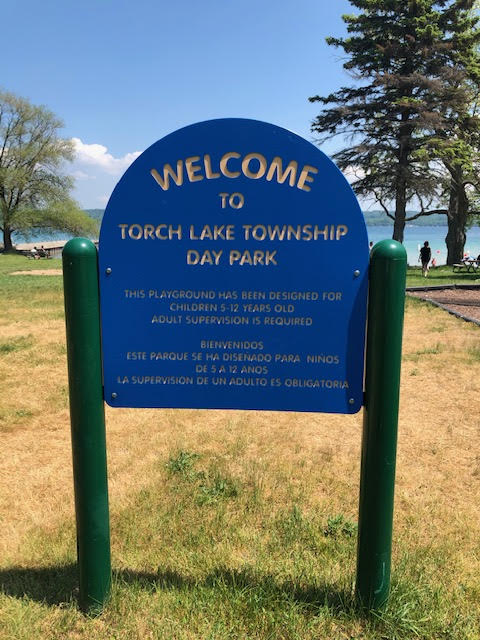 WELCOME
TO
TORCH LAKE TOWNSHIP
DAY PARK
THIS PLAYGROUND HAS BEEN DESIGNED FOR
CHILDREN 5-12 YEARS OLD
ADULT SUPERVISION IS REQUIRED
BIENVENIDOS
ESTE PARQUE SE HA DISENADO PARA NIÑOS
DE 5 A 12 ANOS
LA SUPERVISION DE UN ADULTO ES OBLIGATORIA